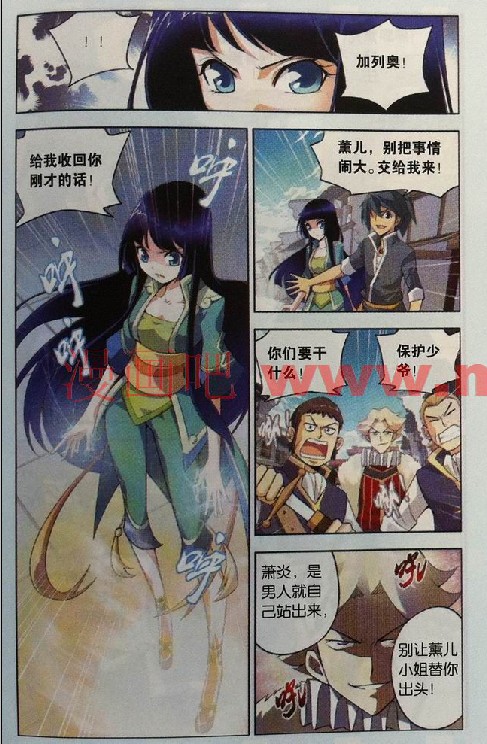 ！！
加列奥！
给我收回你
刚才的话！
呼
呼
呼
呼
薰儿，别把事情
闹大。交给我来！
你们要干
什么！
保护少
爷！
萧炎，是
男人就自
己站出来，
别让薰儿
小姐替你
出头！
吼
吼
漫画吧 www.n